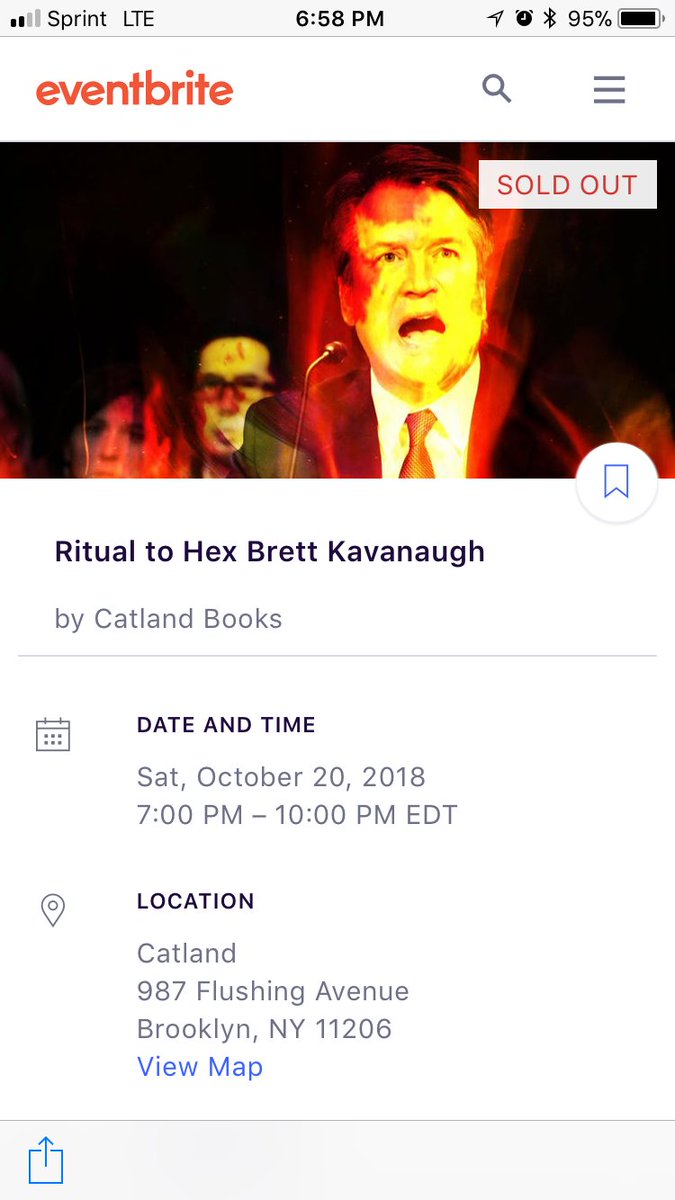 Sprint LTE 6:58 PM 95%
eventbrite
SOLD OUT
Ritual to Hex Brett Kavanaugh
by Catland Books
DATE AND TIME
Sat, October 20, 2018
7:00 PM – 10:00 PM EDT
LOCATION
Catland
987 Flushing Avenue
Brooklyn, NY 11206
View Map